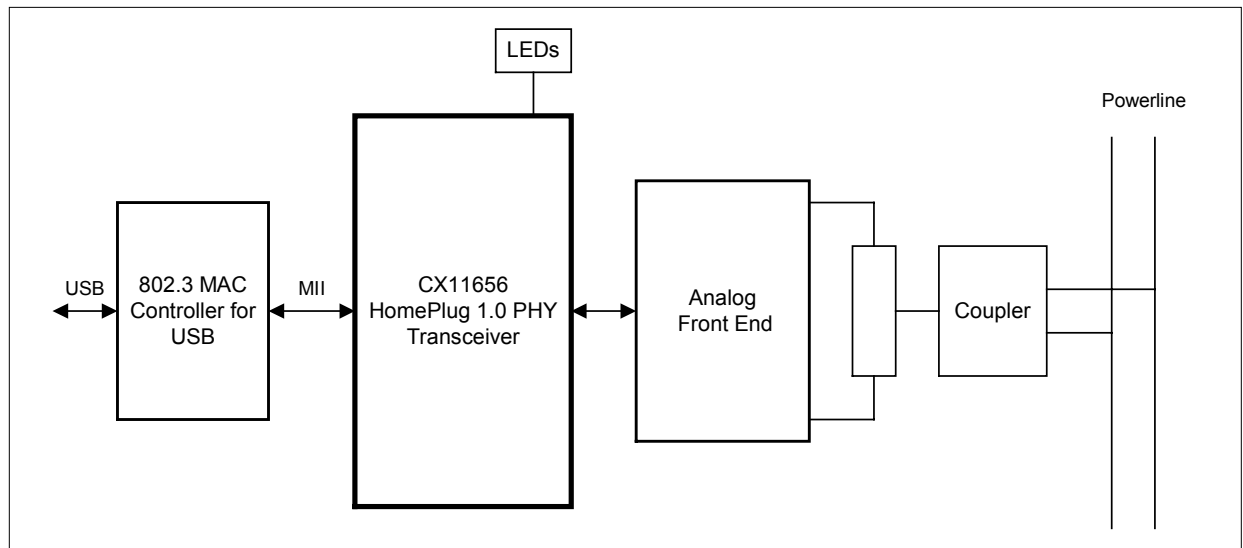 LEDs
Powerline
USB
802.3 MAC
Controller for
USB
MII
CX11656
HomePlug 1.0 PHY
Transceiver
Analog
Front End
Coupler